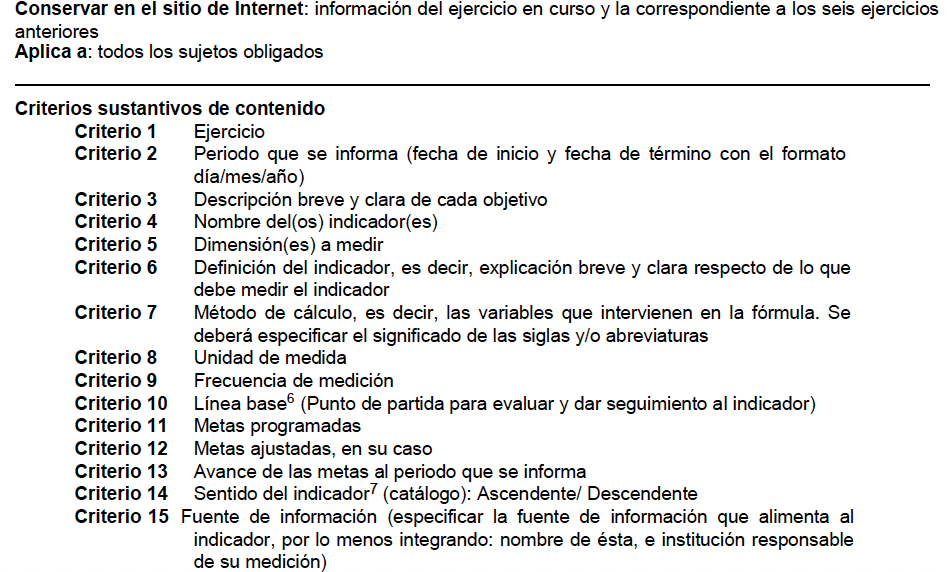 Conservar en el sitio de Internet: información del ejercicio en curso y la correspondiente a los seis ejercicios
anteriores
Aplica a: todos los sujetos obligados
Criterios sustantivos de contenido
Criterio 1 Ejercicio
Criterio 2 Periodo que se informa (fecha de inicio y fecha de término con el formato
día/mes/año)
Criterio 3 Descripción breve y clara de cada objetivo
Criterio 4 Nombre del(os) indicador(es)
Criterio 5 Dimensión(es) a medir
Criterio 6 Definición del indicador, es decir, explicación breve y clara respecto de lo que
debe medir el indicador
Criterio 7 Método de cálculo, es decir, las variables que intervienen en la fórmula. Se
deberá especificar el significado de las siglas y/o abreviaturas
Criterio 8 Unidad de medida
Criterio 9 Frecuencia de medición
Criterio 10 Línea base6 (Punto de partida para evaluar y dar seguimiento al indicador)
Criterio 11 Metas programadas
Criterio 12 Metas ajustadas, en su caso
Criterio 13 Avance de las metas al periodo que se informa
Criterio 14 Sentido del indicador7 (catálogo): Ascendente/ Descendente
Criterio 15 Fuente de información (especificar la fuente de información que alimenta al
indicador, por lo menos integrando: nombre de ésta, e institución responsable
de su medición)